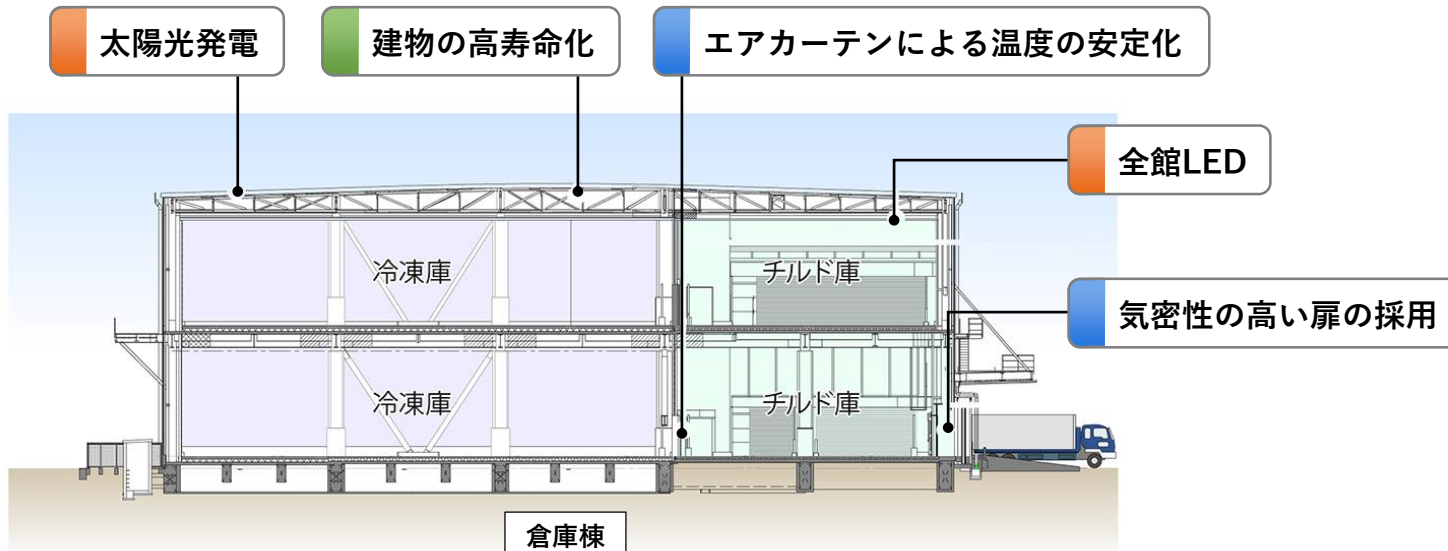 太陽光発電
建物の高寿命化
エアカーテンによる温度の安定化
全館LED
冷凍庫
チルド庫
気密性の高い扉の採用
冷凍庫
チルド庫
倉庫棟